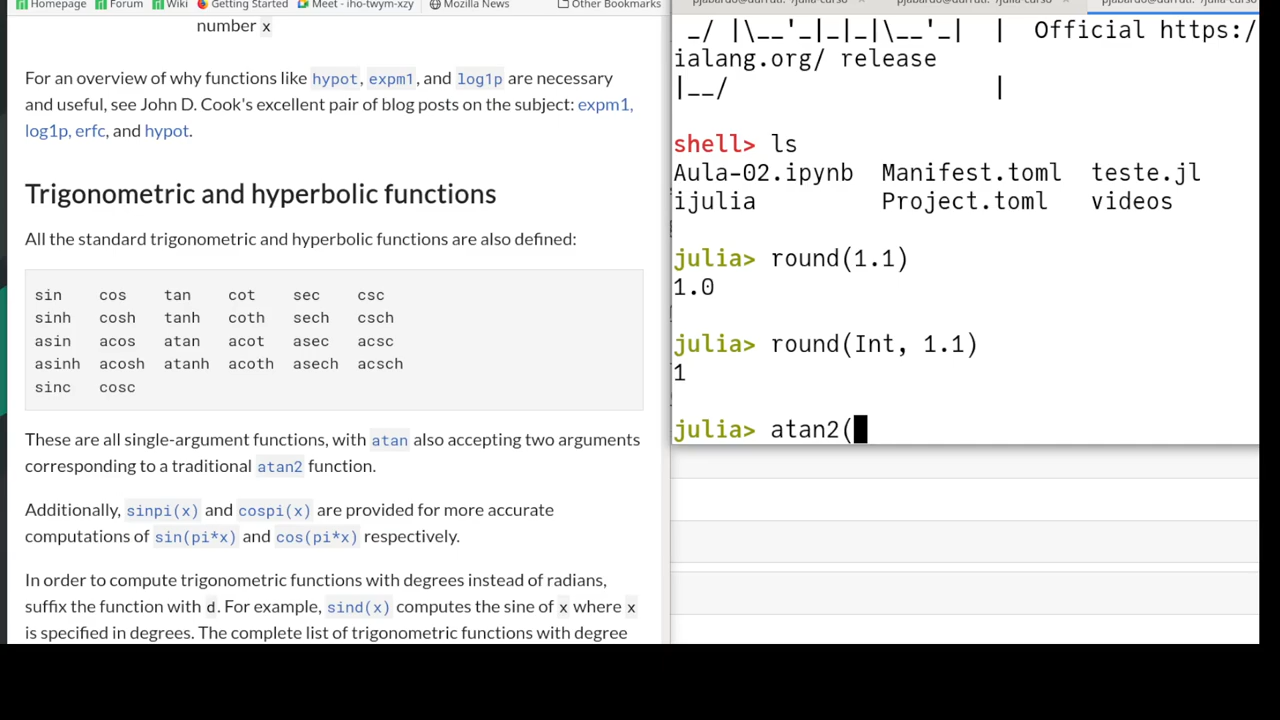 Homepage Forum Wiki Getting Started Meet - iho-twym-xzy Mozilla News Other Bookmarks
number x
For an overview of why functions like hypot, expm1, and log1p are necessary
and useful, see John D. Cook's excellent pair of blog posts on the subject: expm1,
log1p, erfc, and hypot.
Trigonometric and hyperbolic functions
All the standard trigonometric and hyperbolic functions are also defined:
sin cos tan cot sec csc
sinh cosh tanh coth sech csch
asin acos atan acot asec acsc
asinh acosh atanh acoth asech acsch
sinc cosc
These are all single-argument functions, with atan also accepting two arguments
corresponding to a traditional atan2 function.
Additionally, sinpi(x) and cospi(x) are provided for more accurate
computations of sin(pi*x) and cos(pi*x) respectively.
In order to compute trigonometric functions with degrees instead of radians,
suffix the function with d. For example, sind(x) computes the sine of x where x
is specified in degrees. The complete list of trigonometric functions with degree
_/ |\__'_|_|_|\__'_| | Official https:/
ialang.org/ release
|__/ |
shell> ls
Aula-02.ipynb Manifest.toml teste.jl
ijulia Project.toml videos
julia> round(1.1)
1.0
julia> round(Int, 1.1)
1
julia> atan2(